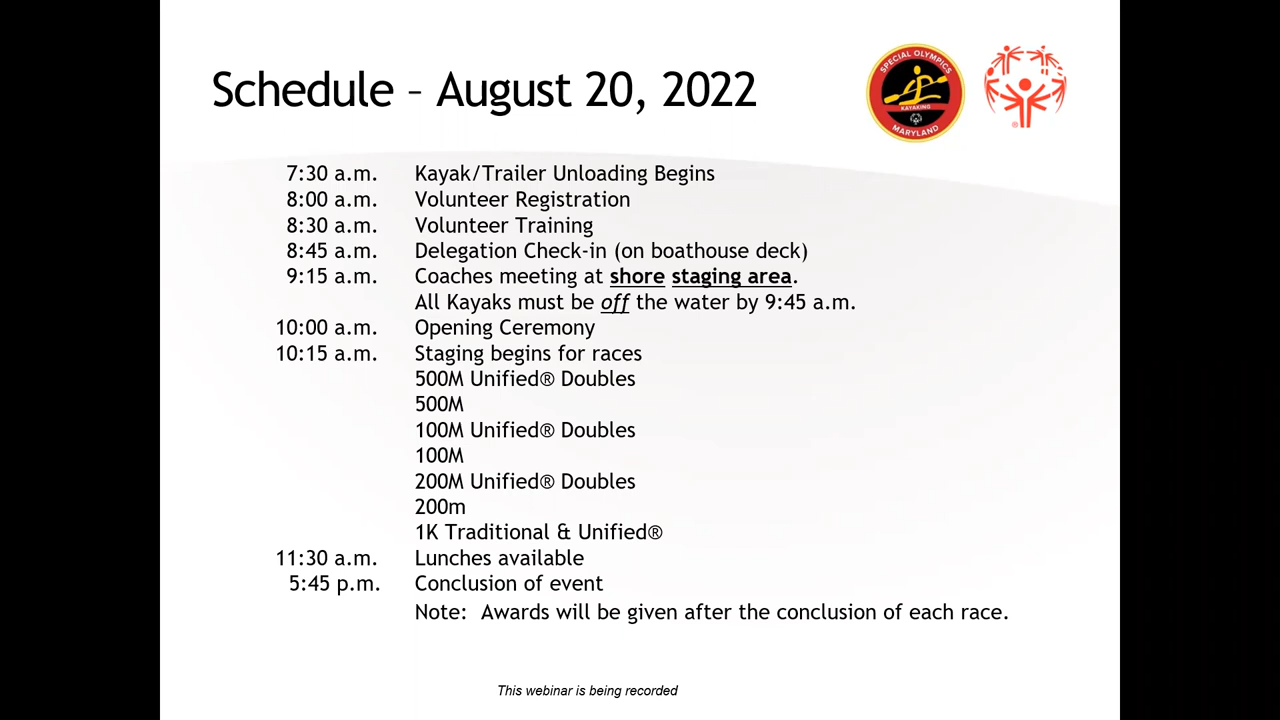 Schedule – August 20, 2022
SPECIAL OLYMPICS
KAYAKING
MARYLAND
®
7:30 a.m. Kayak/Trailer Unloading Begins
8:00 a.m. Volunteer Registration
8:30 a.m. Volunteer Training
8:45 a.m. Delegation Check-in (on boathouse deck)
9:15 a.m. Coaches meeting at shore staging area.
All Kayaks must be off the water by 9:45 a.m.
10:00 a.m. Opening Ceremony
10:15 a.m. Staging begins for races
500M Unified® Doubles
500M
100M Unified® Doubles
100M
200M Unified® Doubles
200m
1K Traditional & Unified®
11:30 a.m. Lunches available
5:45 p.m. Conclusion of event
Note: Awards will be given after the conclusion of each race.
This webinar is being recorded